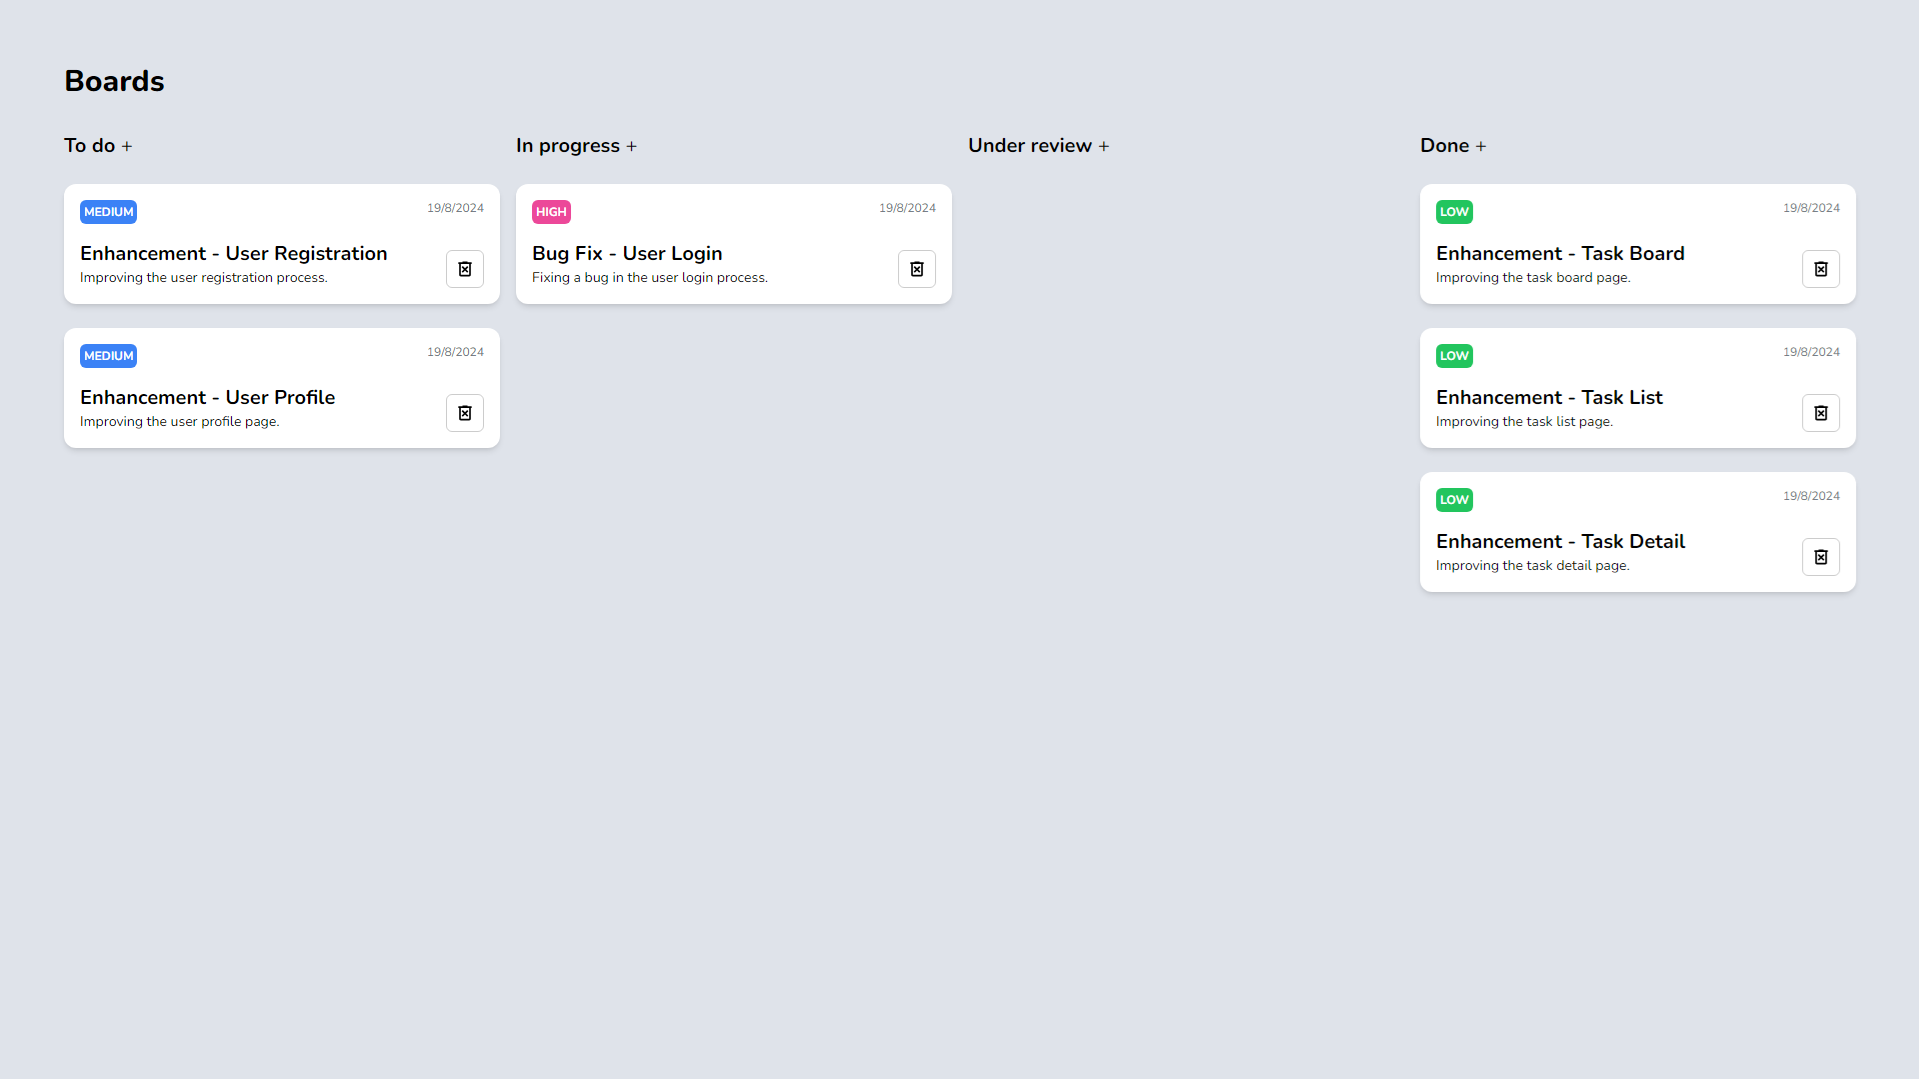 Boards
To do +
MEDIUM
19/8/2024
Enhancement - User Registration
Improving the user registration process.
MEDIUM
19/8/2024
Enhancement - User Profile
Improving the user profile page.
In progress +
HIGH
19/8/2024
Bug Fix - User Login
Fixing a bug in the user login process.
Under review +
Done +
LOW
19/8/2024
Enhancement - Task Board
Improving the task board page.
LOW
19/8/2024
Enhancement - Task List
Improving the task list page.
LOW
19/8/2024
Enhancement - Task Detail
Improving the task detail page.